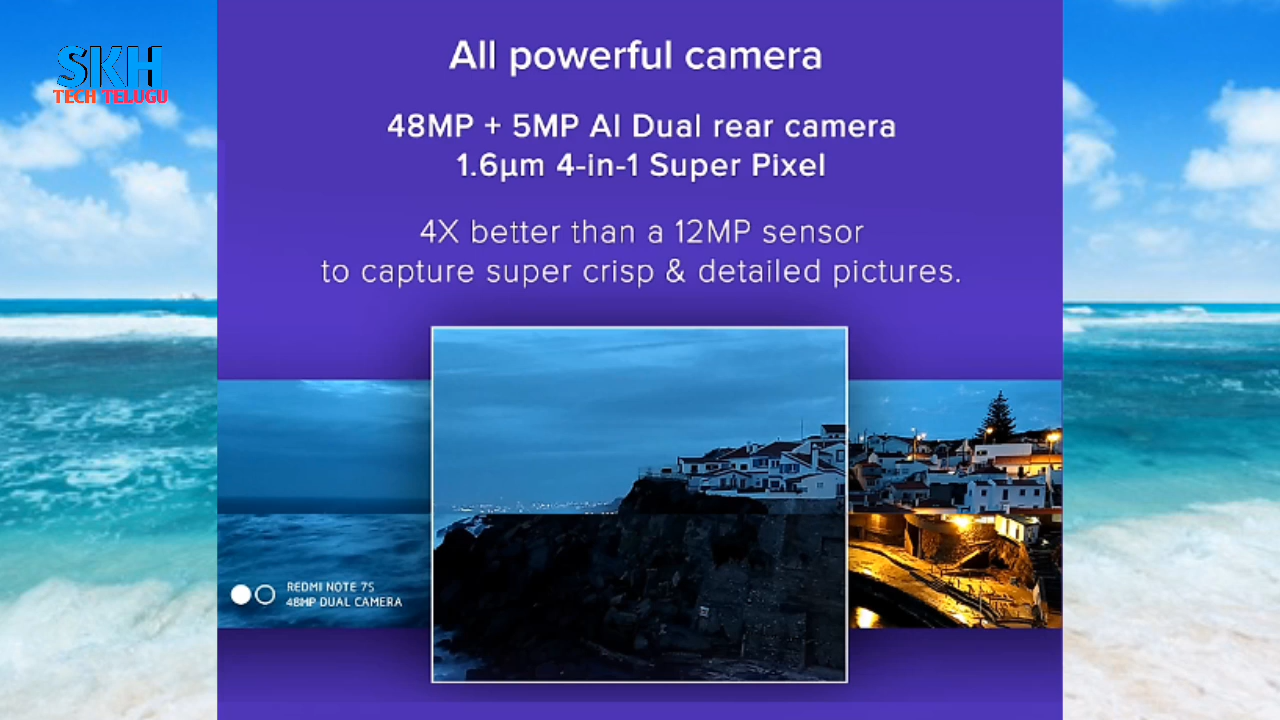 SKH
TECH TELUGU
All powerful camera
48MP + 5MP AI Dual rear camera
1.6µm 4-in-1 Super Pixel
4X better than a 12MP sensor
to capture super crisp & detailed pictures.
REDMI NOTE 7S
48MP DUAL CAMERA